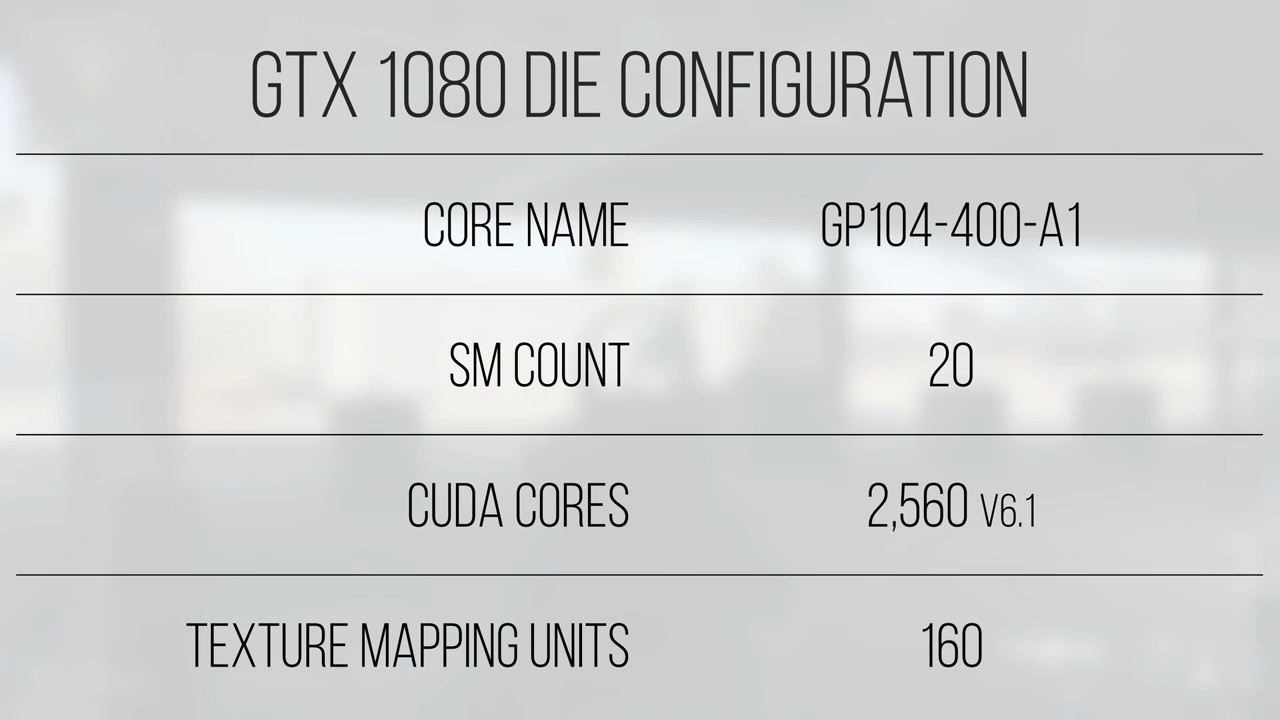 GTX 1080 DIE CONFIGURATION
CORE NAME GP104-400-A1
SM COUNT 20
CUDA CORES 2,560 V6.1
TEXTURE MAPPING UNITS 160